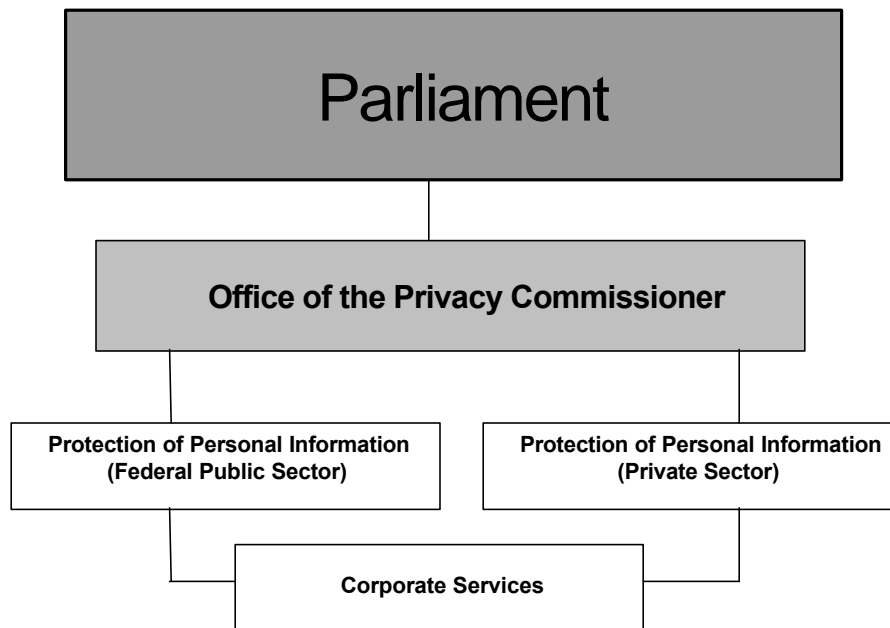 Parliament
Office of the Privacy Commissioner
Protection of Personal Information
(Federal Public Sector)
Protection of Personal Information
(Private Sector)
Corporate Services